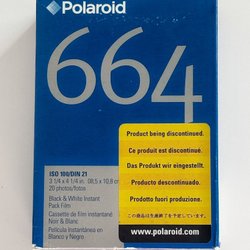 Polaroid
664
ISO 100/DIN 21
3 1/4 x 4 1/4 in. (8,5 x 10,8 c
20 photos/fotos
Black & White Instant
Pack Film
Cassette de film instantané
Noir & Blanc
Película Instantánea en
Blanco y Negro
Product being discontinued.
Ce produit est discontinué.
Das Produkt wir eingestellt.
Producto descontinuado.
Prodotto fuori produzione.
この商品は生産終了を予定しています。
www.polaroid.com